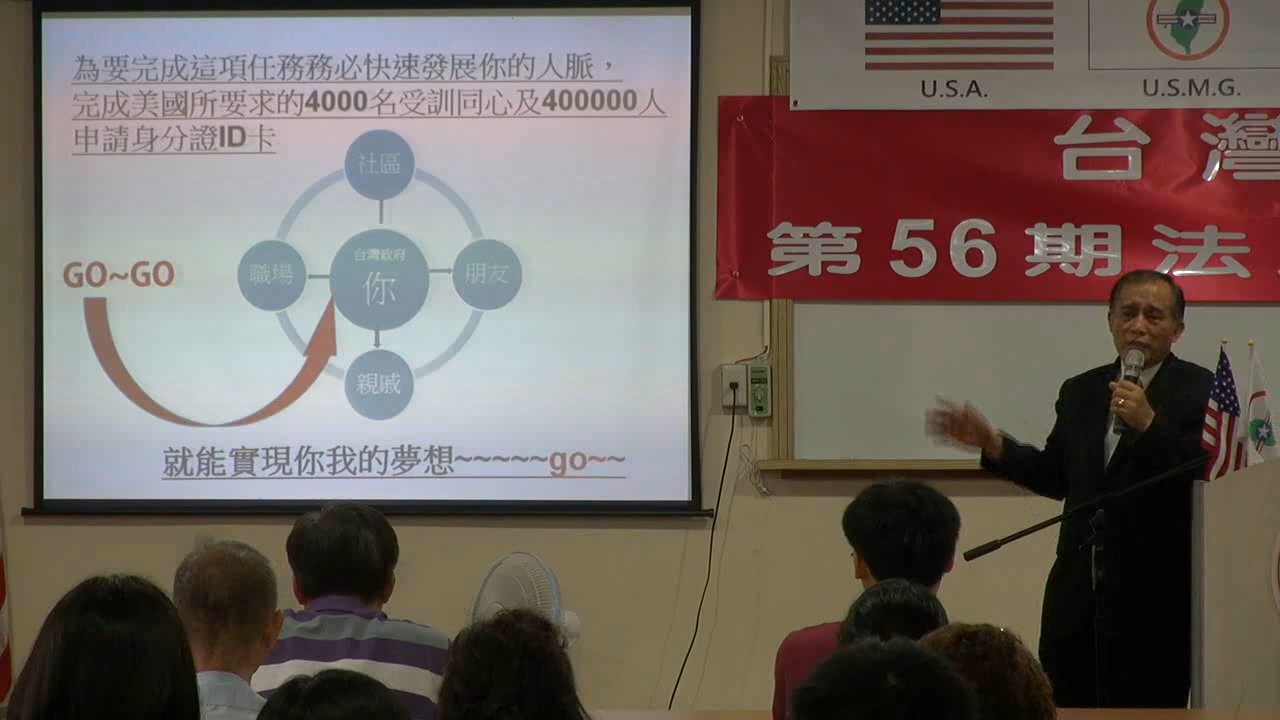 為要完成這項任務務必快速發展你的人脈，
完成美國所要求的4000名受訓同心及400000人
申請身分證ID卡
社區
台灣政府
你
職場
朋友
親戚
GO~GO
就能實現你我的夢想~~~~~go~~
U.S.A.
U.S.M.G.
台灣
第56期法